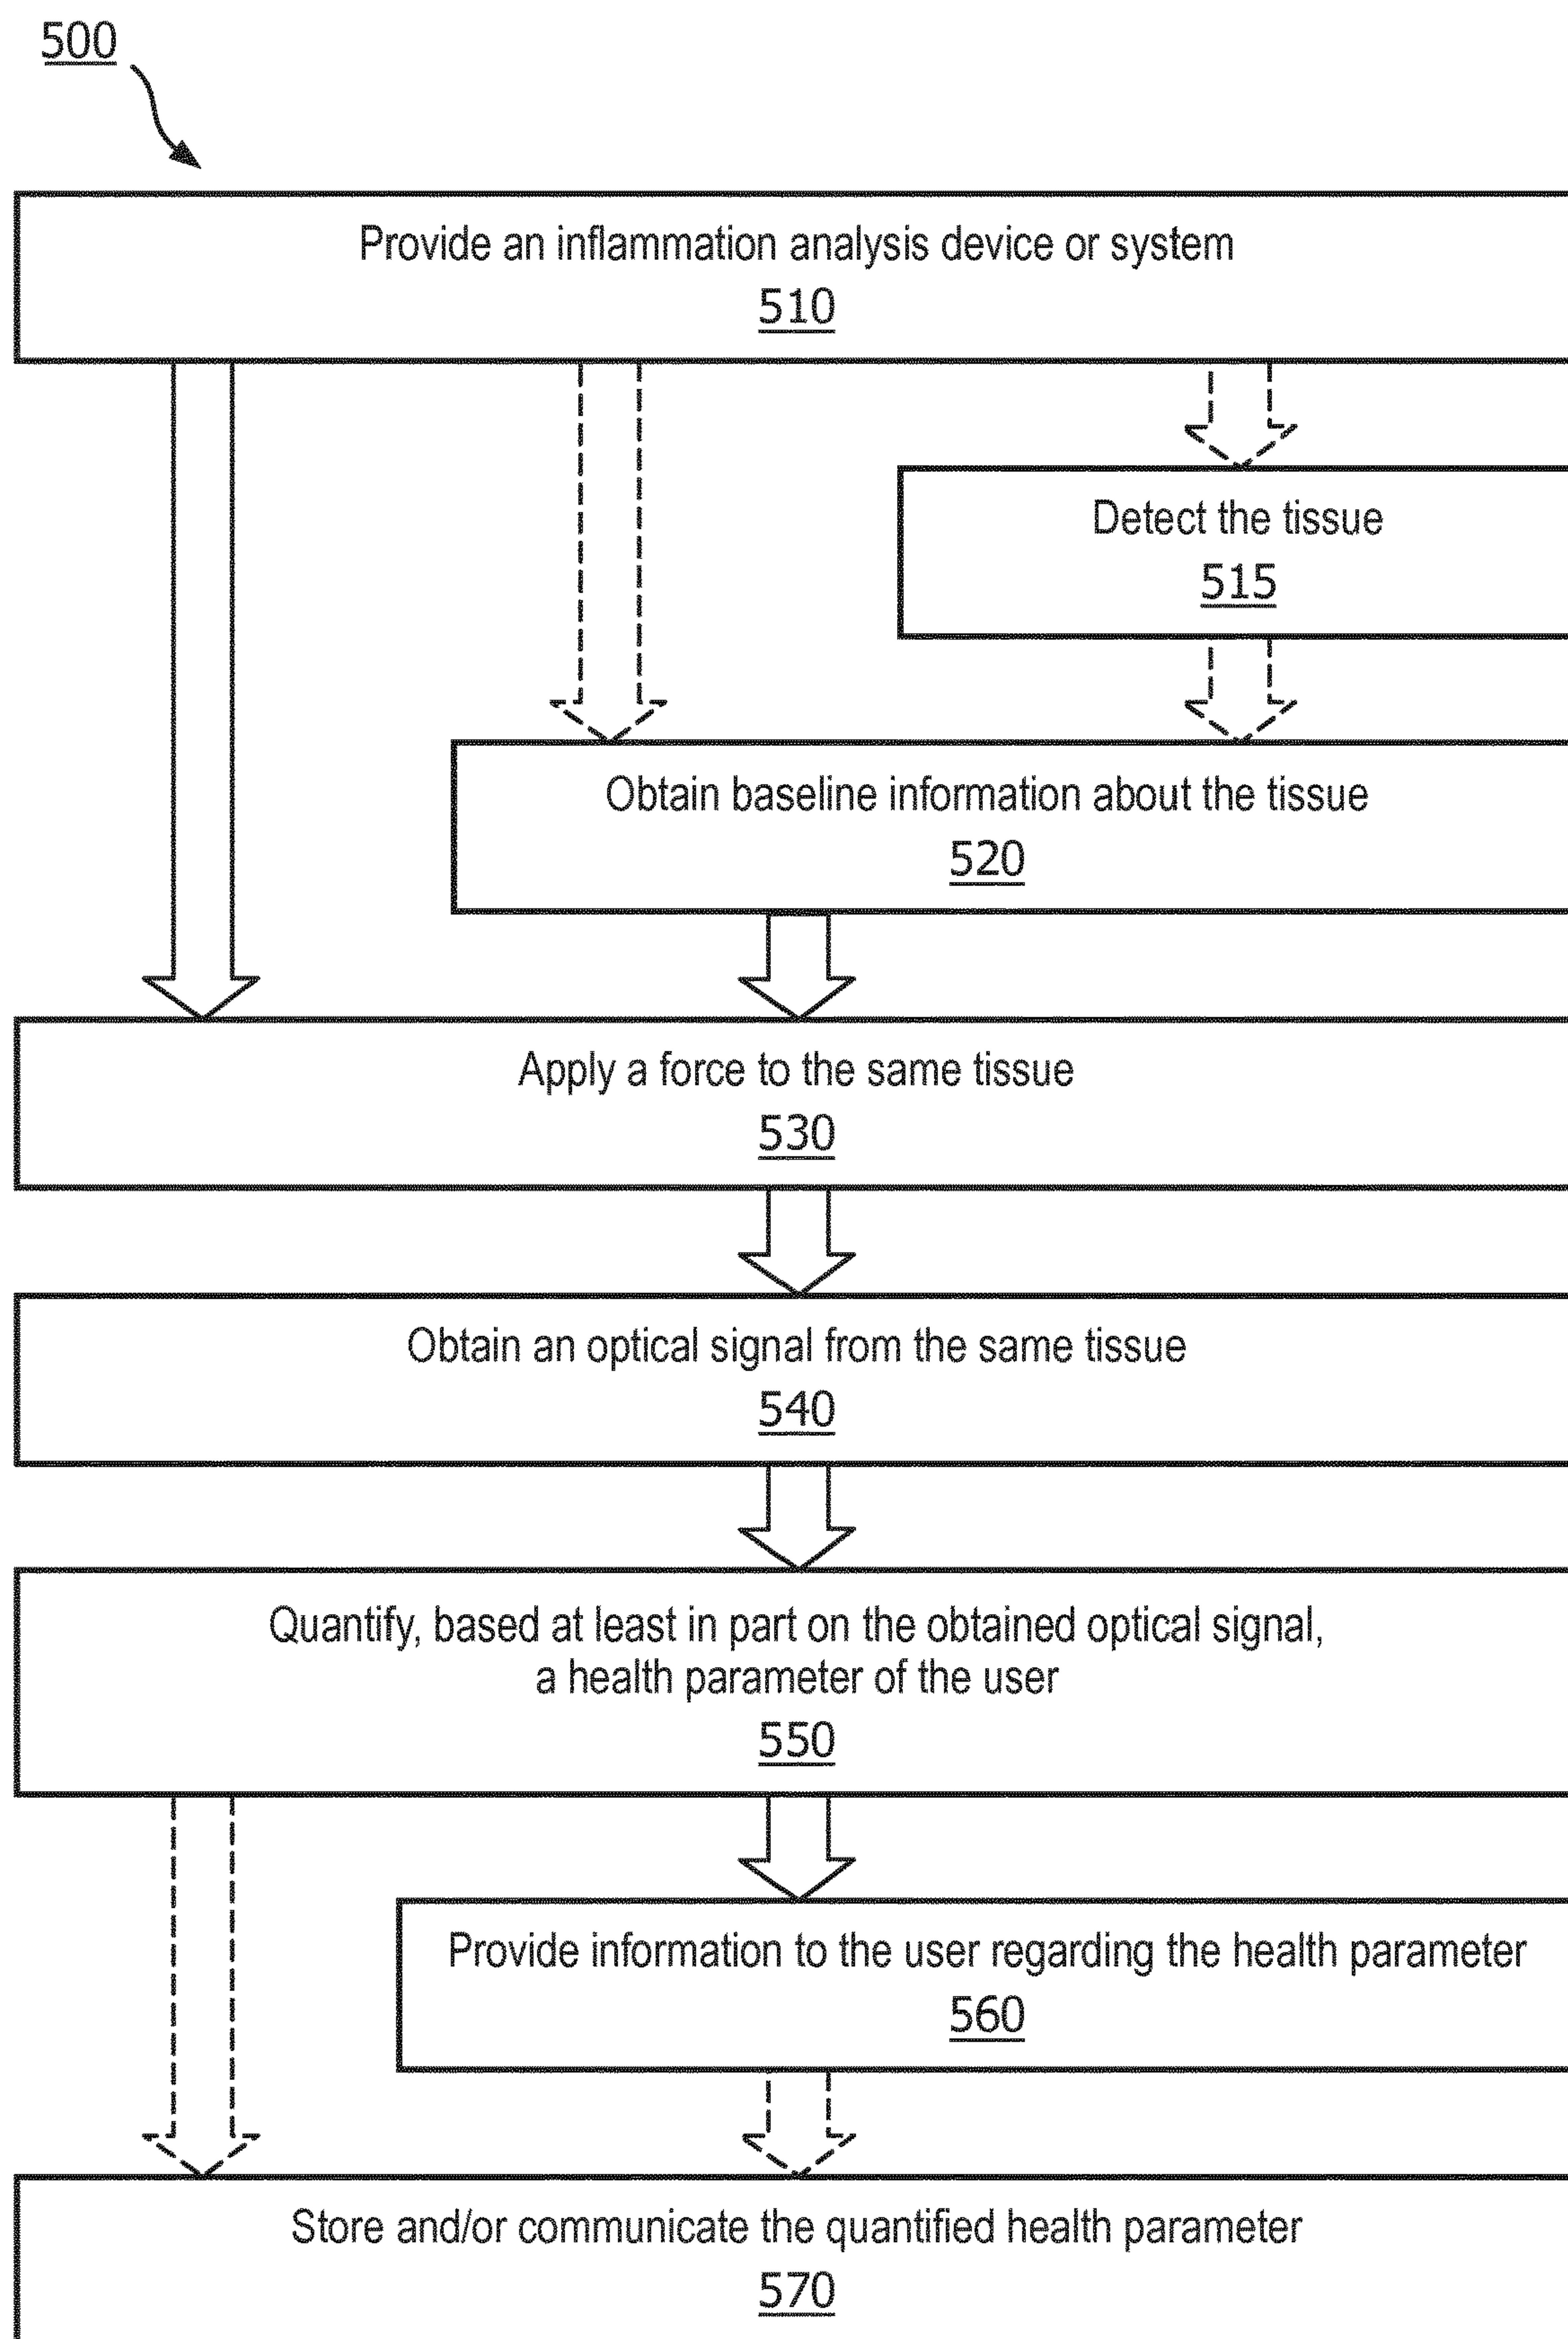 500
Provide an inflammation analysis device or system
510
Detect the tissue
515
Obtain baseline information about the tissue
520
Apply a force to the same tissue
530
Obtain an optical signal from the same tissue
540
Quantify, based at least in part on the obtained optical signal,
a health parameter of the user
550
Provide information to the user regarding the health parameter
560
Store and/or communicate the quantified health parameter
570